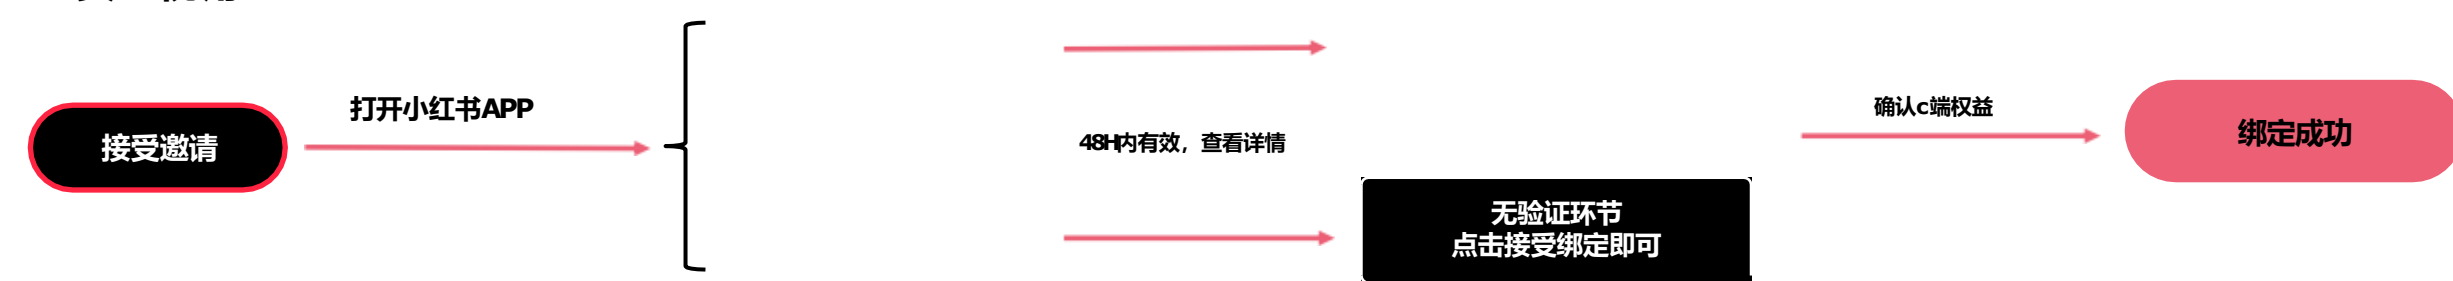 接受邀请
打开小红书APP
48H内有效，查看详情
无验证环节
点击接受绑定即可
确认c端权益
绑定成功